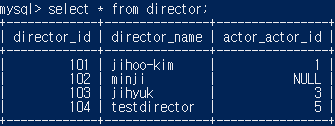 mysql> select * from director;
| director_id | director_name | actor_actor_id |
| 101 | jihoo-kim | 1 |
| 102 | minji | NULL |
| 103 | jihyuk | 3 |
| 104 | testdirector | 5 |